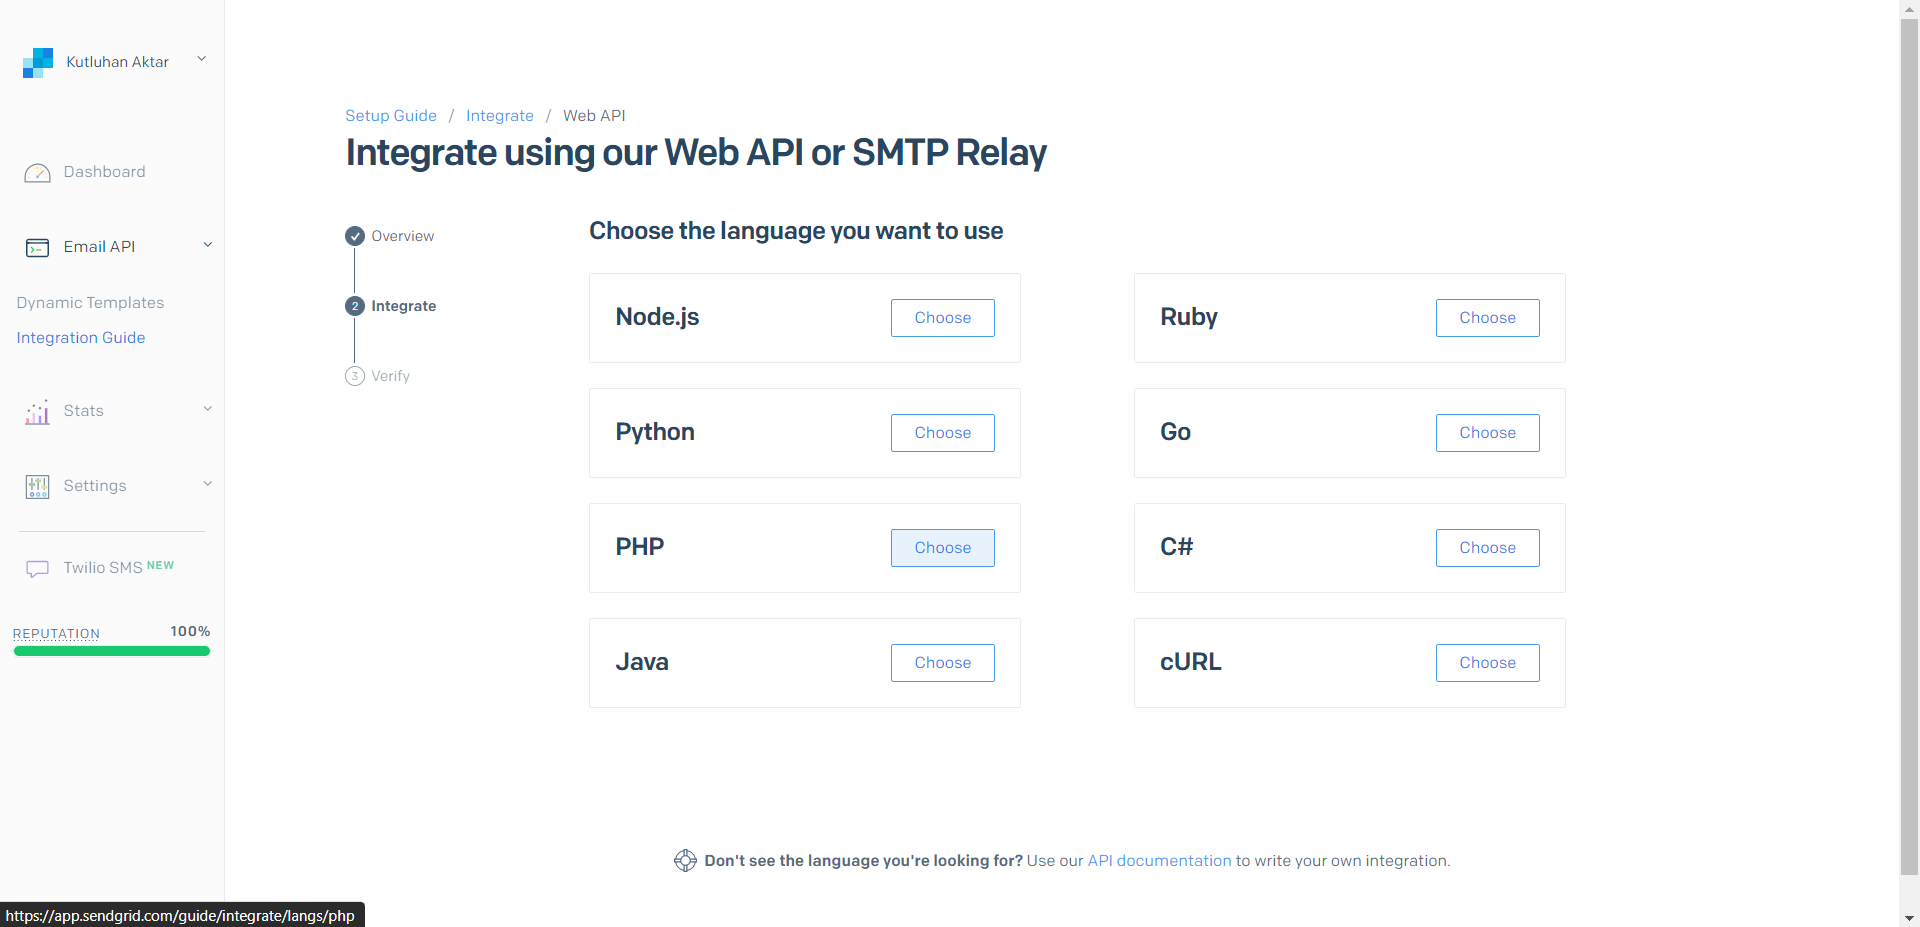 Kutluhan Aktar
Dashboard
Email API
Dynamic Templates
Integration Guide
Stats
Settings
Twilio SMS NEW
REPUTATION 100%
Setup Guide / Integrate / Web API
Integrate using our Web API or SMTP Relay
Overview
2 Integrate
3 Verify
Choose the language you want to use
Node.js Choose
Ruby Choose
Python Choose
Go Choose
PHP Choose
C# Choose
Java Choose
cURL Choose
Don't see the language you're looking for? Use our API documentation to write your own integration.
https://app.sendgrid.com/guide/integrate/langs/php